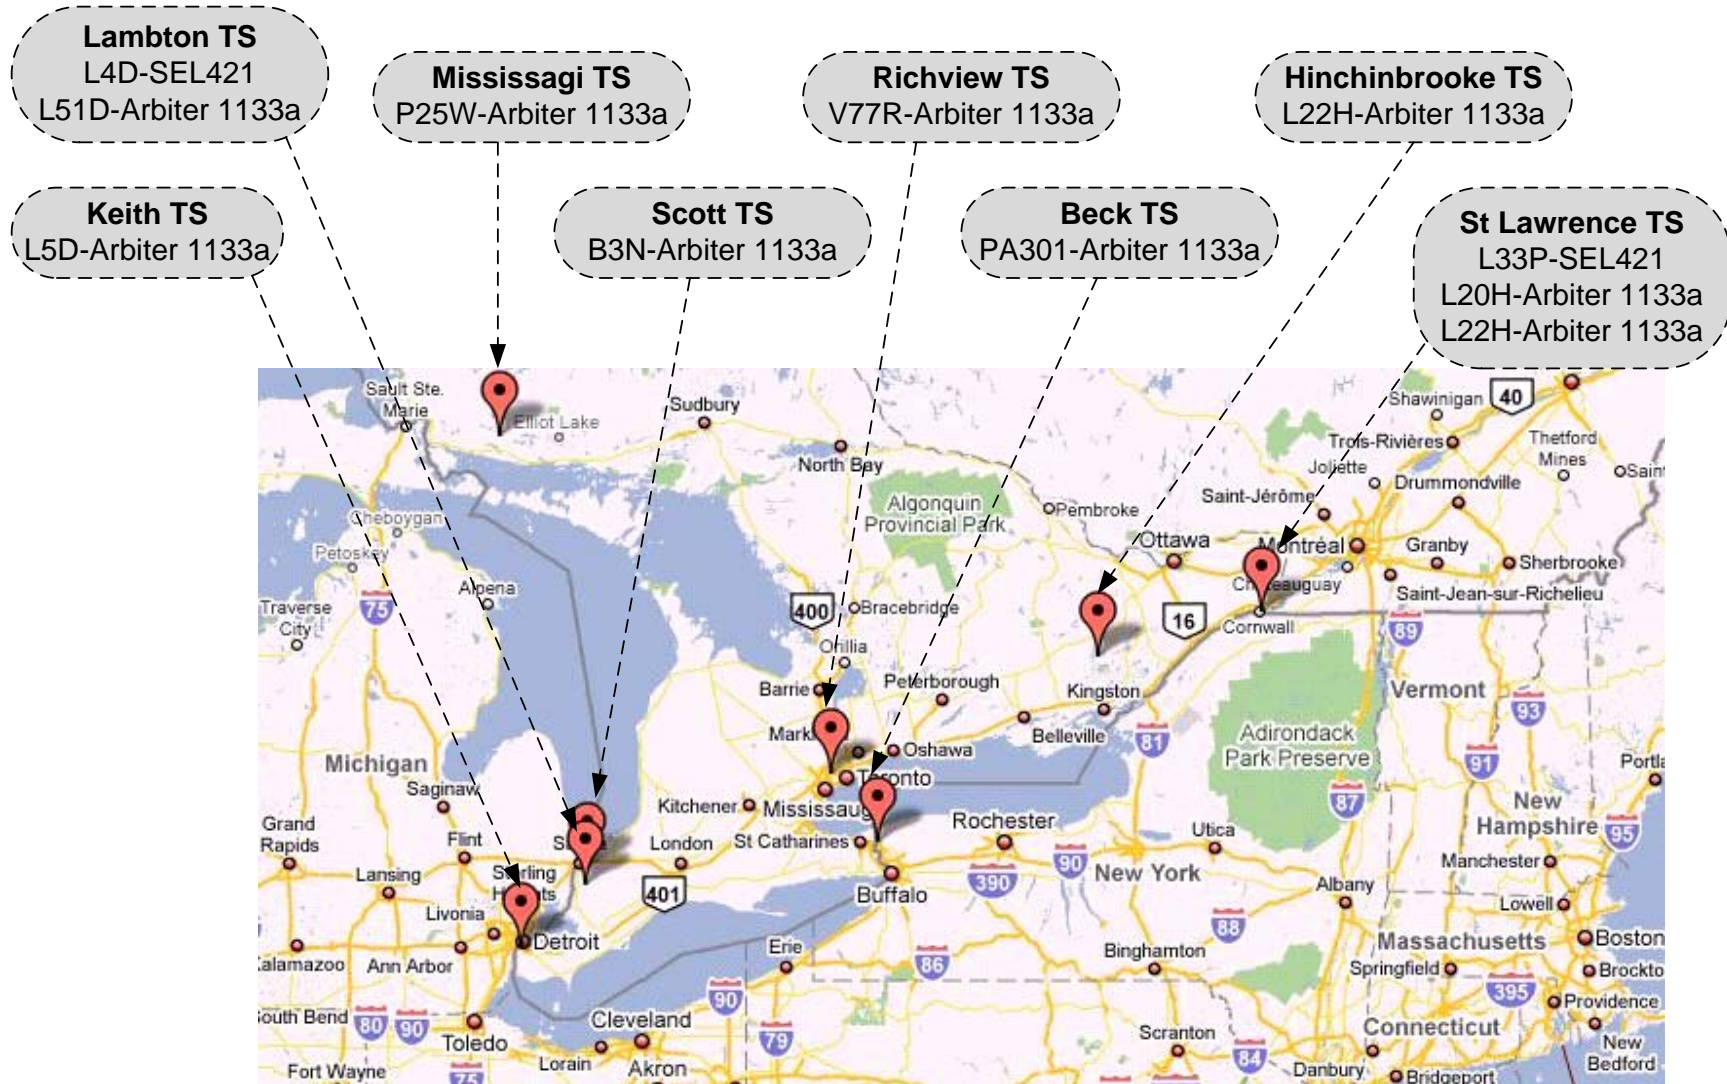 Lambton TS
L4D-SEL421
L51D-Arbiter 1133a
Mississagi TS
P25W-Arbiter 1133a
Richview TS
V77R-Arbiter 1133a
Hinchinbrooke TS
L22H-Arbiter 1133a
Keith TS
L5D-Arbiter 1133a
Scott TS
B3N-Arbiter 1133a
Beck TS
PA301-Arbiter 1133a
St Lawrence TS
L33P-SEL421
L20H-Arbiter 1133a
L22H-Arbiter 1133a
Sault Ste.
Marie
Elliot Lake
Sudbury
North Bay
Shawinigan
40
Trois-Rivières
Thetford
Mines
Saint
Joliette
Drummondville
Saint-Jérôme
Algonquin
Provincial Park
Pembroke
Ottawa
Montréal
Granby
Sherbrooke
Cheboygan
Petoskey
Alpena
Traverse
City
75
400
Bracebridge
16
Saint-Jean-sur-Richelieu
Cornwall
89
Orillia
Barrie
Peterborough
Kingston
Vermont
93
Belleville
81
Adirondack
Park Preserve
91
Oshawa
Toronto
Michigan
Saginaw
Kitchener
87
New
Hampshire
95
Grand
Rapids
Flint
London
St Catharines
Rochester
Utica
Manchester
Lansing
401
Buffalo
390
90
New York
Albany
Lowell
Livonia
Detroit
88
Massachusetts
Boston
Ann Arbor
Erie
86
Binghamton
Springfield
Brockto
395
Providence
South Bend
80
90
90
Toledo
Cleveland
79
Scranton
Connecticut
New
Bedford
Lorain
Akron
84
Fort Wayne
75
Danbury
Bridgeport